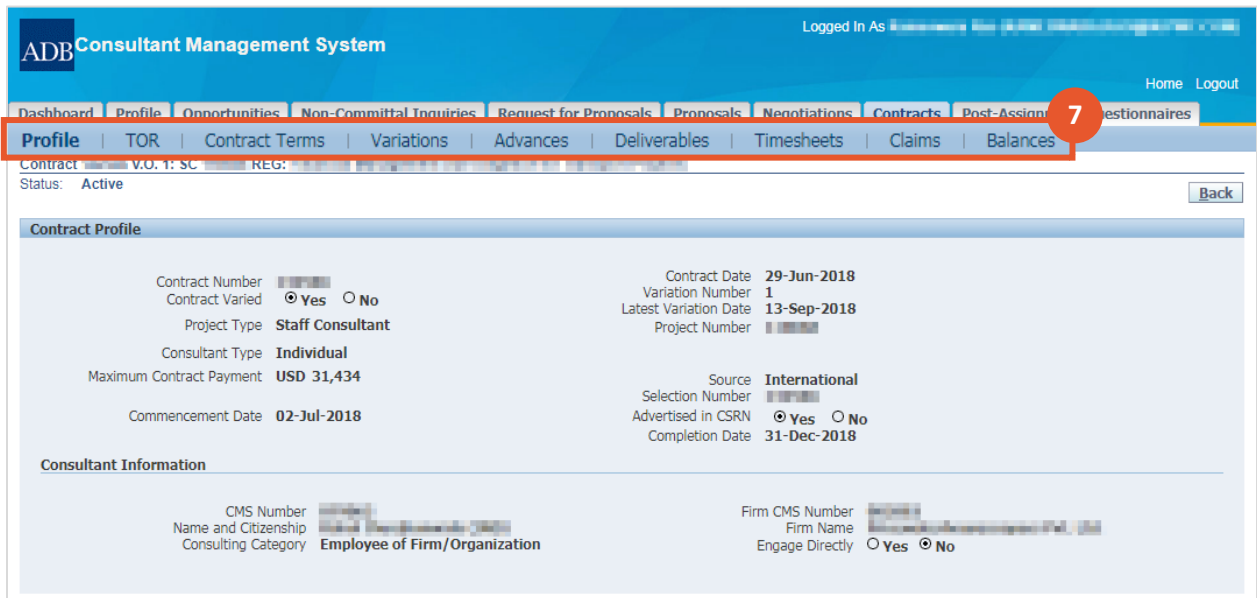 Logged In As
ADB Consultant Management System
Home Logout
Dashboard Profile Opportunities Non-Committal Inquiries Request for Proposals Proposals Negotiations Contracts Post-Assignm 7 estionnaires
Profile | TOR | Contract Terms | Variations | Advances | Deliverables | Timesheets | Claims | Balances
Contract V.O. 1: SC REG:
Status: Active
Back
Contract Profile
Contract Number
Contract Date 29-Jun-2018
Contract Varied Yes No
Variation Number 1
Latest Variation Date 13-Sep-2018
Project Type Staff Consultant
Project Number
Consultant Type Individual
Maximum Contract Payment USD 31,434
Source International
Selection Number
Commencement Date 02-Jul-2018
Advertised in CSRN Yes No
Completion Date 31-Dec-2018
Consultant Information
CMS Number
Firm CMS Number
Name and Citizenship
Firm Name
Consulting Category Employee of Firm/Organization
Engage Directly Yes No